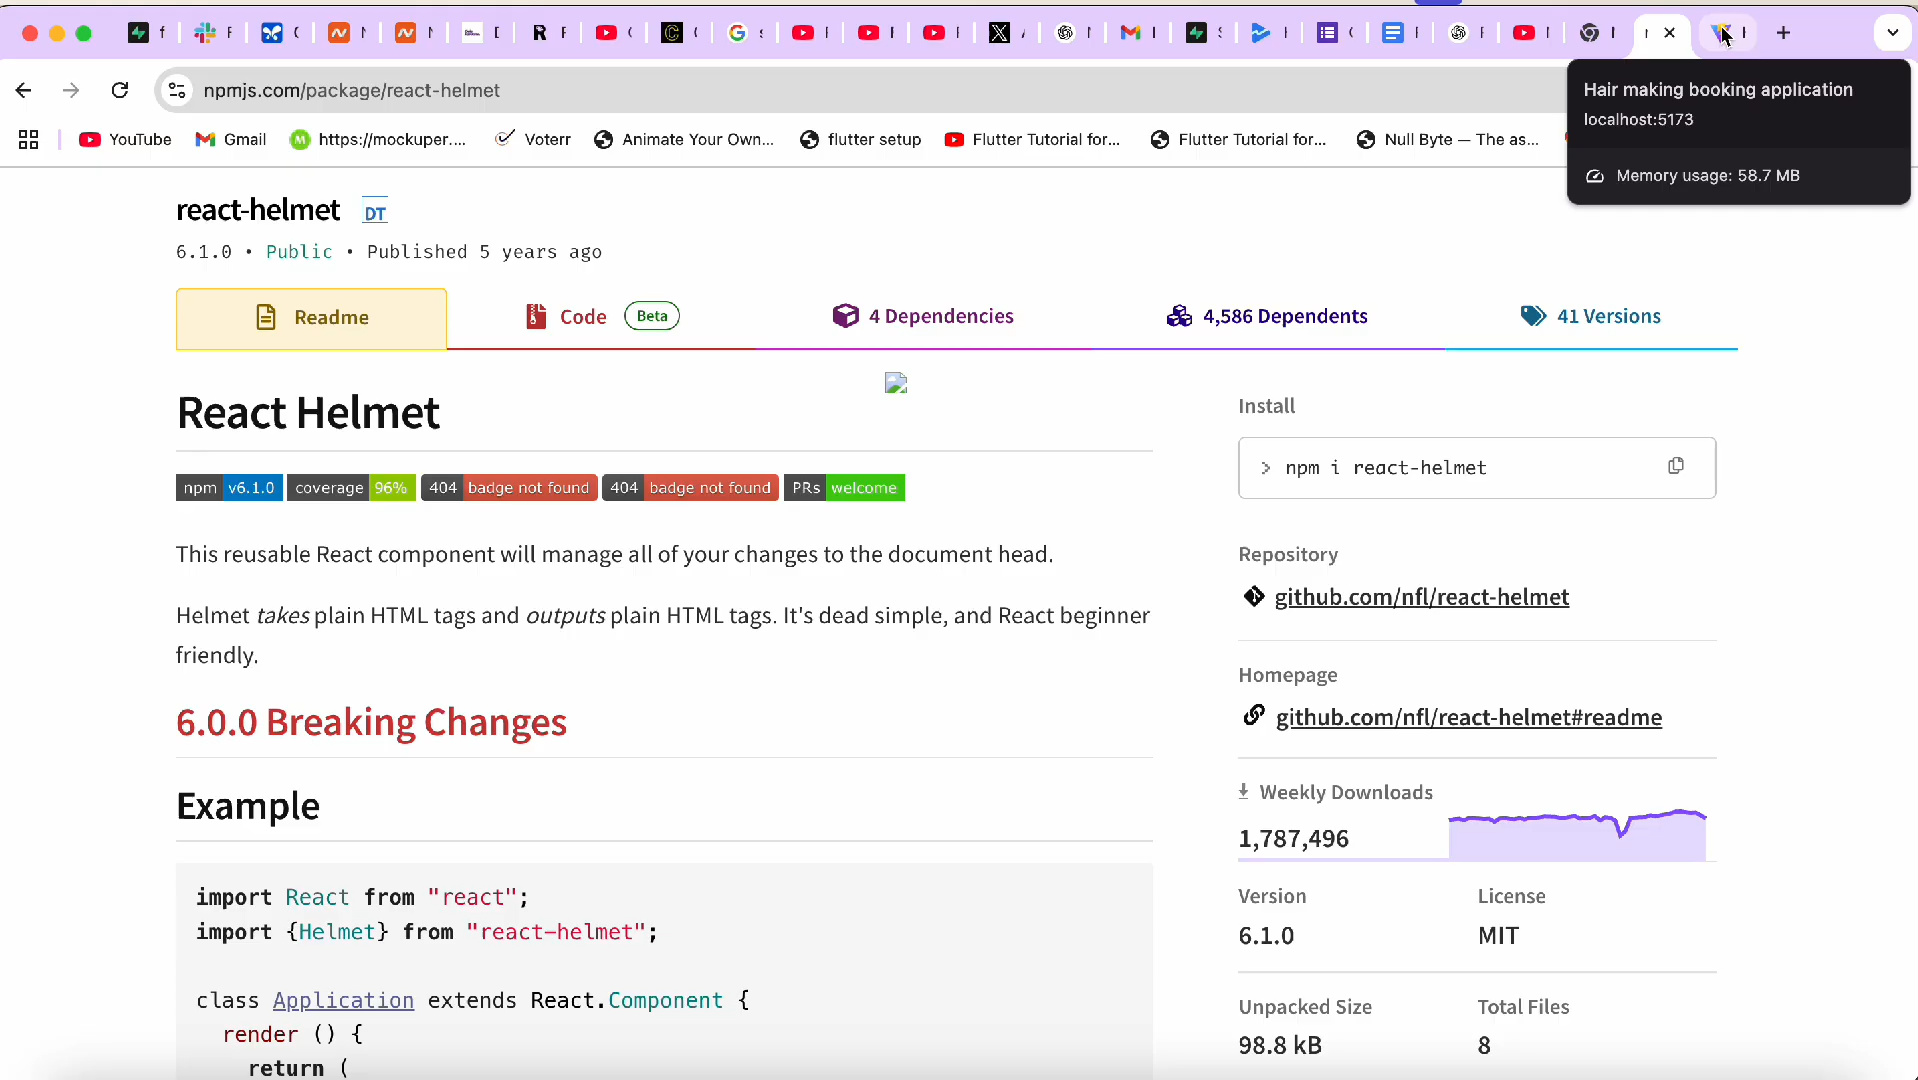 npmjs.com/package/react-helmet
Hair making booking application
localhost:5173
Memory usage: 58.7 MB
YouTube
Gmail
https://mockuper....
Voterr
Animate Your Own...
flutter setup
Flutter Tutorial for...
Flutter Tutorial for...
Null Byte — The as...
react-helmet
DT
6.1.0 • Public • Published 5 years ago
Readme
Code
Beta
4 Dependencies
4,586 Dependents
41 Versions
React Helmet
npm v6.1.0
coverage 96%
404 badge not found
404 badge not found
PRs welcome
This reusable React component will manage all of your changes to the document head.
Helmet takes plain HTML tags and outputs plain HTML tags. It's dead simple, and React beginner
friendly.
6.0.0 Breaking Changes
Example
import React from "react";
import {Helmet} from "react-helmet";
class Application extends React.Component {
render () {
return (
Install
> npm i react-helmet
Repository
github.com/nfl/react-helmet
Homepage
github.com/nfl/react-helmet#readme
Weekly Downloads
1,787,496
Version
6.1.0
License
MIT
Unpacked Size
98.8 kB
Total Files
8